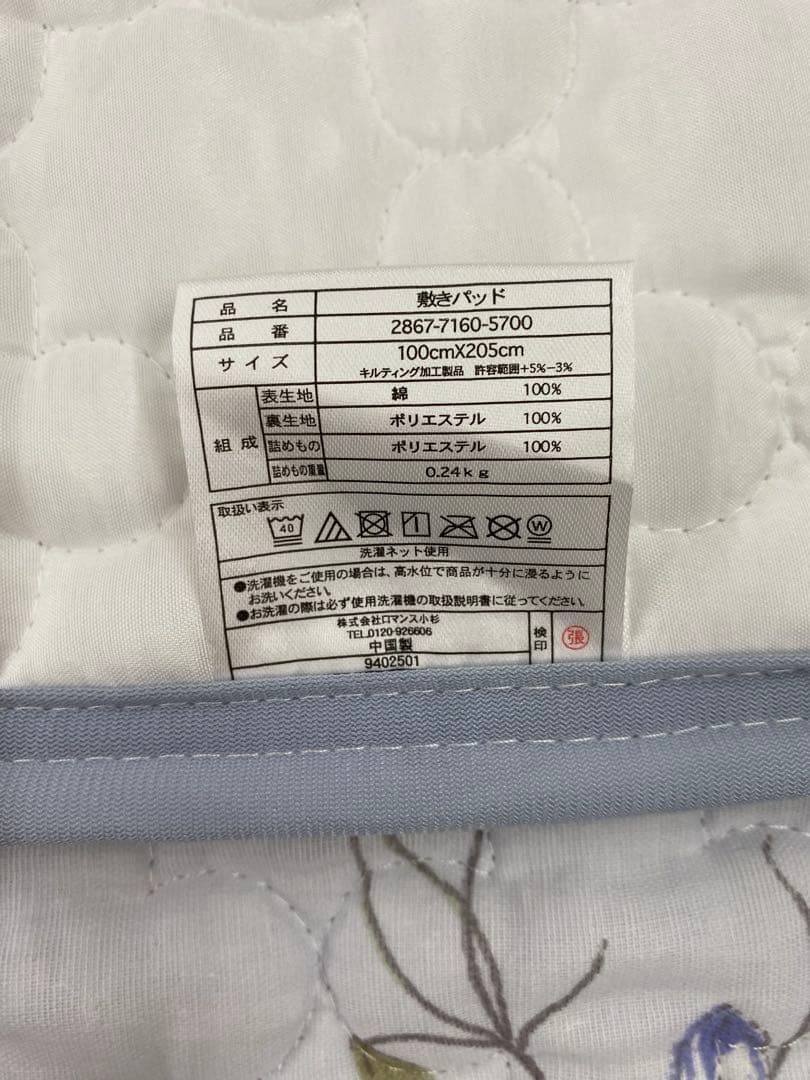 品名 敷きパッド
品番 2867-7160-5700
サイズ 100cmX205cm
キルティング加工製品 許容範囲+5%−3%
組成 表生地 綿 100%
裏生地 ポリエステル 100%
詰めもの ポリエステル 100%
詰めもの重量 0.24kg
取扱い表示
40 W
洗濯ネット使用
●洗濯機をご使用の場合は、高水位で商品が十分に浸るように
お洗いください。
●お洗濯の際は必ず使用洗濯機の取扱説明書に従ってください。
株式会社ロマンス小杉
TEL.0120-926606
中国製
9402501
検印 張